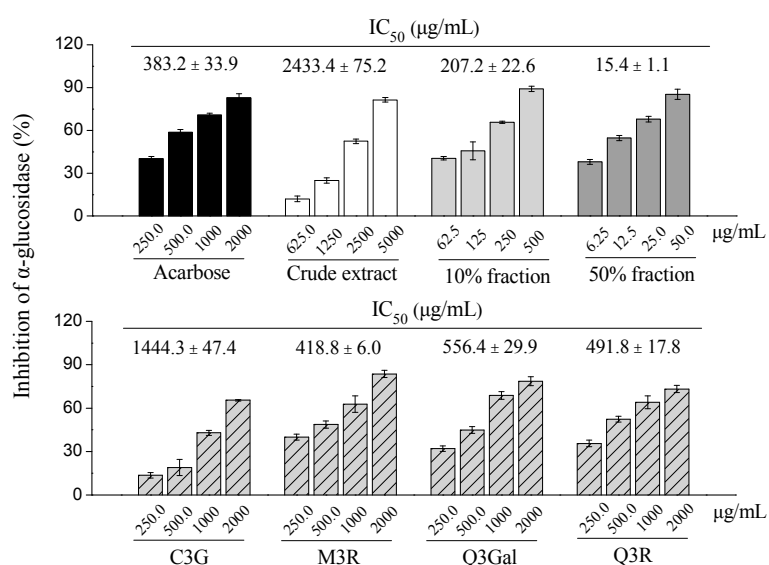 IC50 (μg/mL)
120
383.2 ± 33.9 2433.4 ± 75.2 207.2 ± 22.6 15.4 ± 1.1
90
60
30
0
250.0 500.0 1000 2000 625.0 1250 2500 5000 62.5 125 250 500 6.25 12.5 25.0 50.0 μg/mL
Acarbose Crude extract 10% fraction 50% fraction
Inhibition of α-glucosidase (%)
IC50 (μg/mL)
120
1444.3 ± 47.4 418.8 ± 6.0 556.4 ± 29.9 491.8 ± 17.8
90
60
30
0
250.0 500.0 1000 2000 250.0 500.0 1000 2000 250.0 500.0 1000 2000 250.0 500.0 1000 2000 μg/mL
C3G M3R Q3Gal Q3R